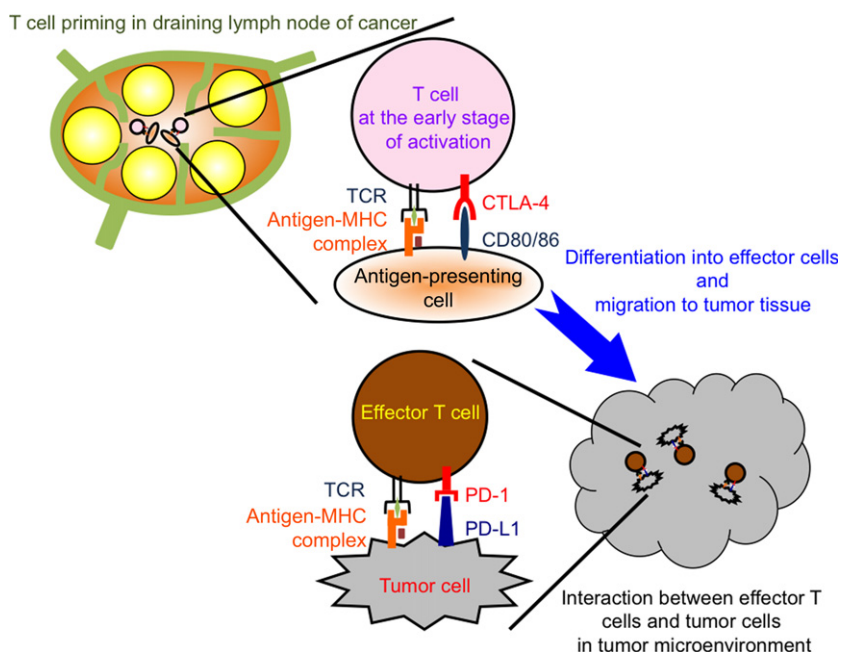 T cell priming in draining lymph node of cancer
T cell
at the early stage
of activation
TCR
Antigen-MHC
complex
CTLA-4
CD80/86
Antigen-presenting
cell
Differentiation into effector cells
and
migration to tumor tissue
Effector T cell
TCR
Antigen-MHC
complex
PD-1
PD-L1
Tumor cell
Interaction between effector T
cells and tumor cells
in tumor microenvironment